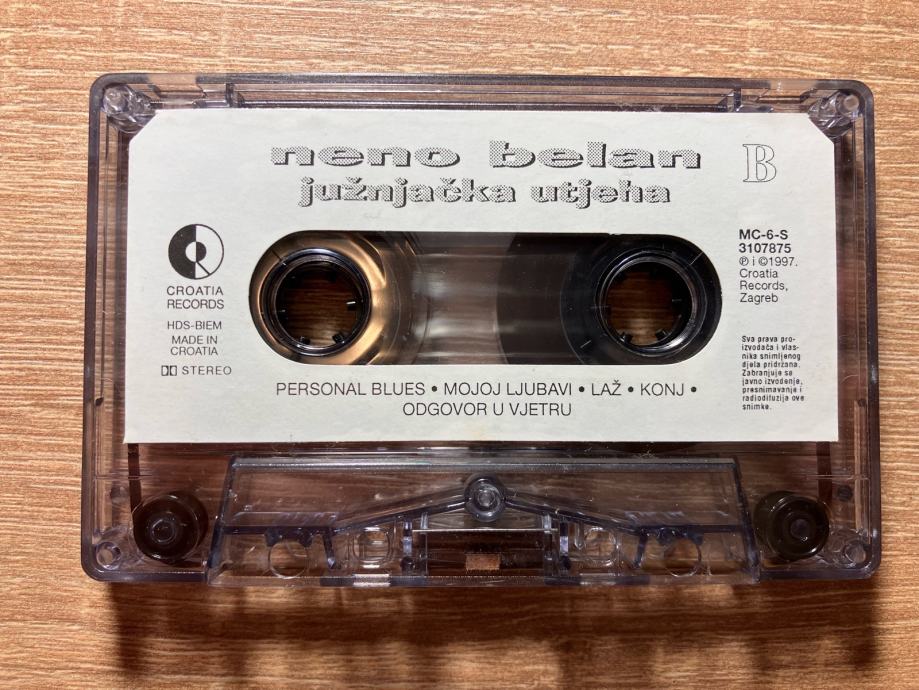 neno belan
južnjačka utjeha
B
CROATIA
RECORDS
HDS-BIEM
MADE IN
CROATIA
STEREO
MC-6-S
3107875
℗ i ©1997.
Croatia
Records,
Zagreb
Sva prava pro-
izvođača i vlas-
nika snimljenog
djela pridržana.
Zabranjuje se
javno izvođenje,
presnimavanje i
radiodifuzija ove
snimke.
PERSONAL BLUES • MOJOJ LJUBAVI • LAŽ • KONJ •
ODGOVOR U VJETRU